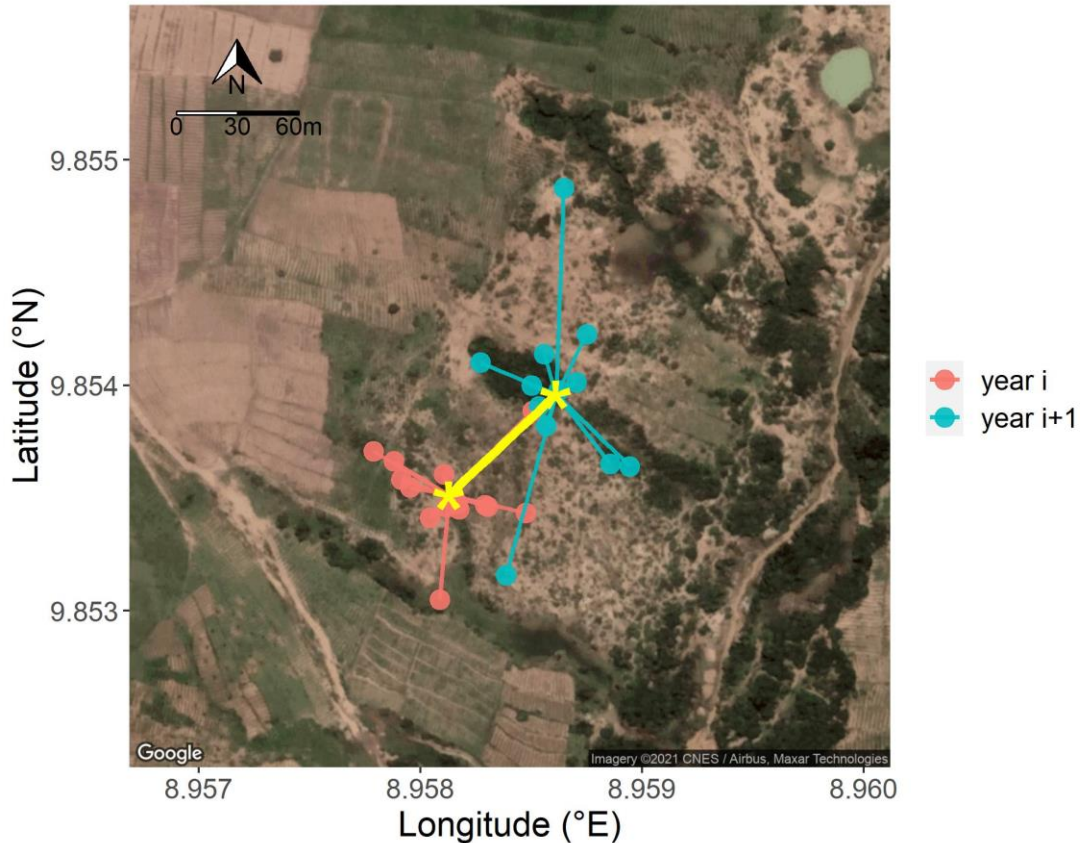 N
0 30 60m
9.855
9.854
9.853
Latitude (°N)
year i
year i+1
Google
Imagery ©2021 CNES / Airbus, Maxar Technologies
8.957 8.958 8.959 8.960
Longitude (°E)